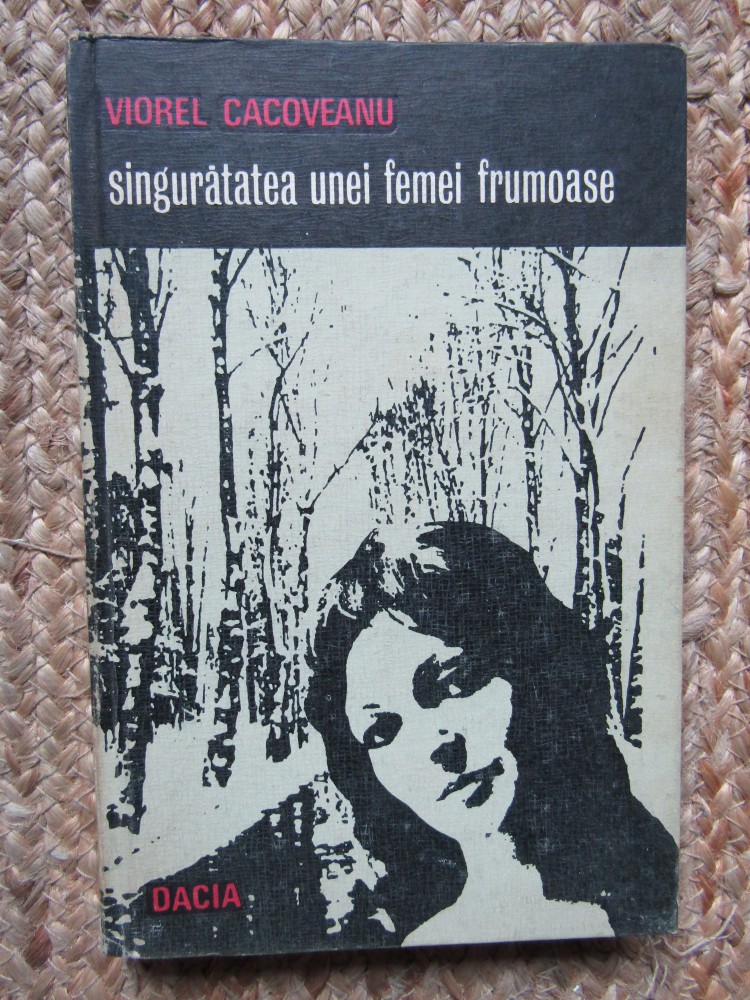 VIOREL CACOVEANU
singurătatea unei femei frumoase
DACIA